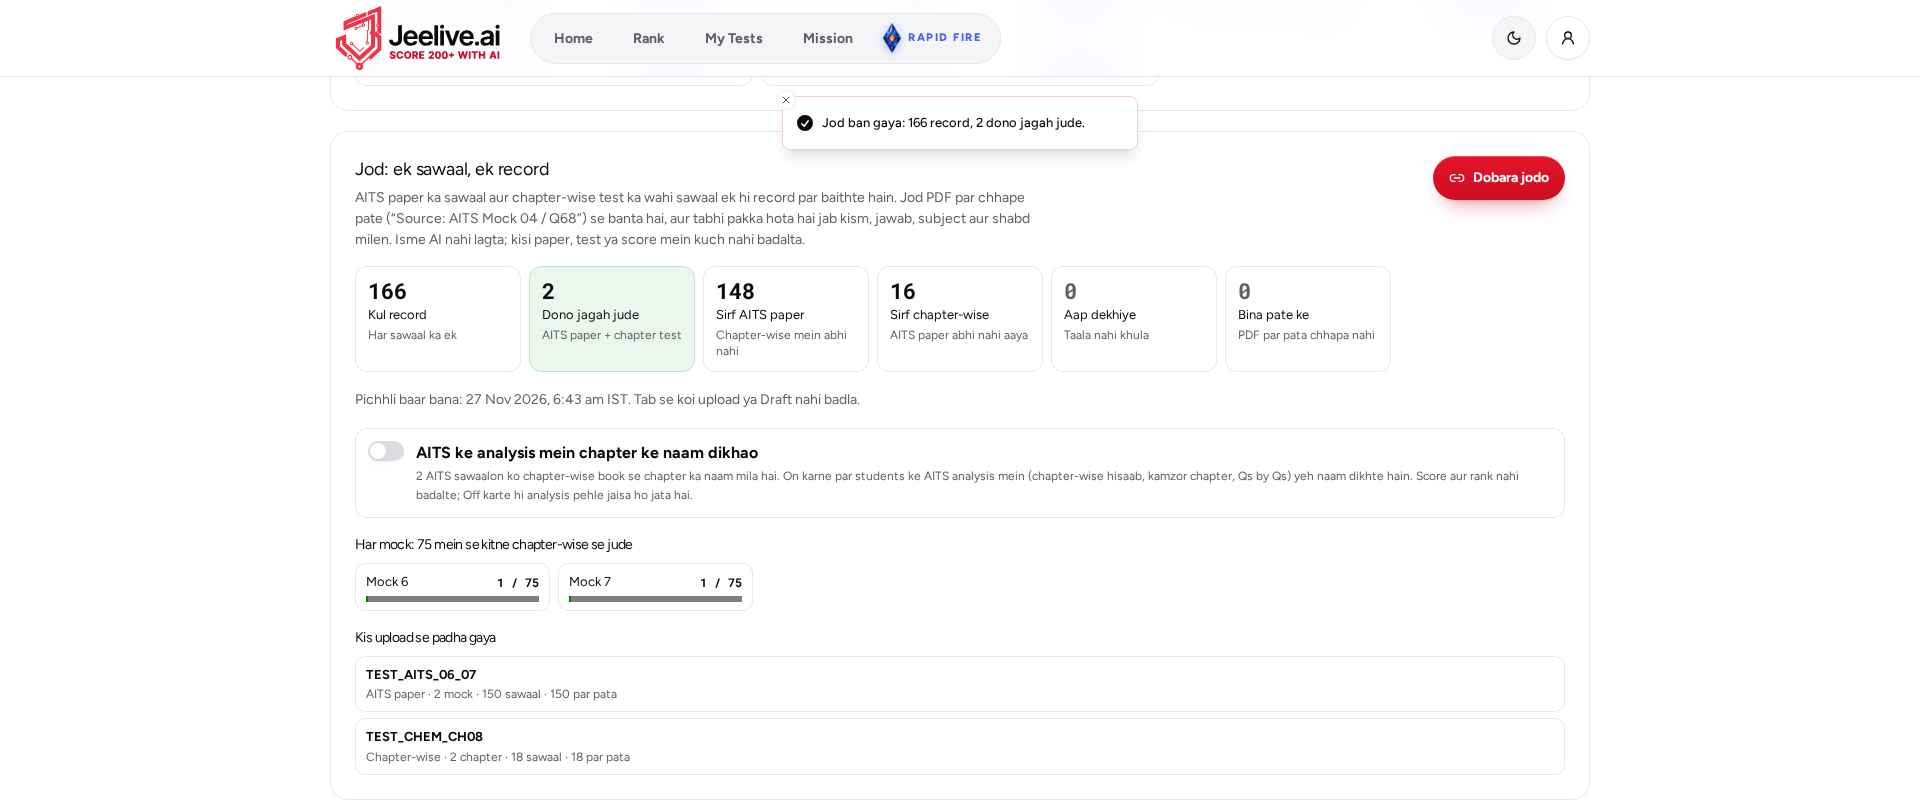 Jeelive.ai
SCORE 200+ WITH AI
Home
Rank
My Tests
Mission
RAPID FIRE
Jod ban gaya: 166 record, 2 dono jagah jude.
Jod: ek sawaal, ek record
Dobara jodo
AITS paper ka sawaal aur chapter-wise test ka wahi sawaal ek hi record par baithte hain. Jod PDF par chhape
pate (“Source: AITS Mock 04 / Q68”) se banta hai, aur tabhi pakka hota hai jab kism, jawab, subject aur shabd
milen. Isme AI nahi lagta; kisi paper, test ya score mein kuch nahi badalta.
166
Kul record
Har sawaal ka ek
2
Dono jagah jude
AITS paper + chapter test
148
Sirf AITS paper
Chapter-wise mein abhi
nahi
16
Sirf chapter-wise
AITS paper abhi nahi aaya
0
Aap dekhiye
Taala nahi khula
0
Bina pate ke
PDF par pata chhapa nahi
Pichhli baar bana: 27 Nov 2026, 6:43 am IST. Tab se koi upload ya Draft nahi badla.
AITS ke analysis mein chapter ke naam dikhao
2 AITS sawaalon ko chapter-wise book se chapter ka naam mila hai. On karne par students ke AITS analysis mein (chapter-wise hisaab, kamzor chapter, Qs by Qs) yeh naam dikhte hain. Score aur rank nahi
badalte; Off karte hi analysis pehle jaisa ho jata hai.
Har mock: 75 mein se kitne chapter-wise se jude
Mock 6 1 / 75
Mock 7 1 / 75
Kis upload se padha gaya
TEST_AITS_06_07
AITS paper · 2 mock · 150 sawaal · 150 par pata
TEST_CHEM_CH08
Chapter-wise · 2 chapter · 18 sawaal · 18 par pata